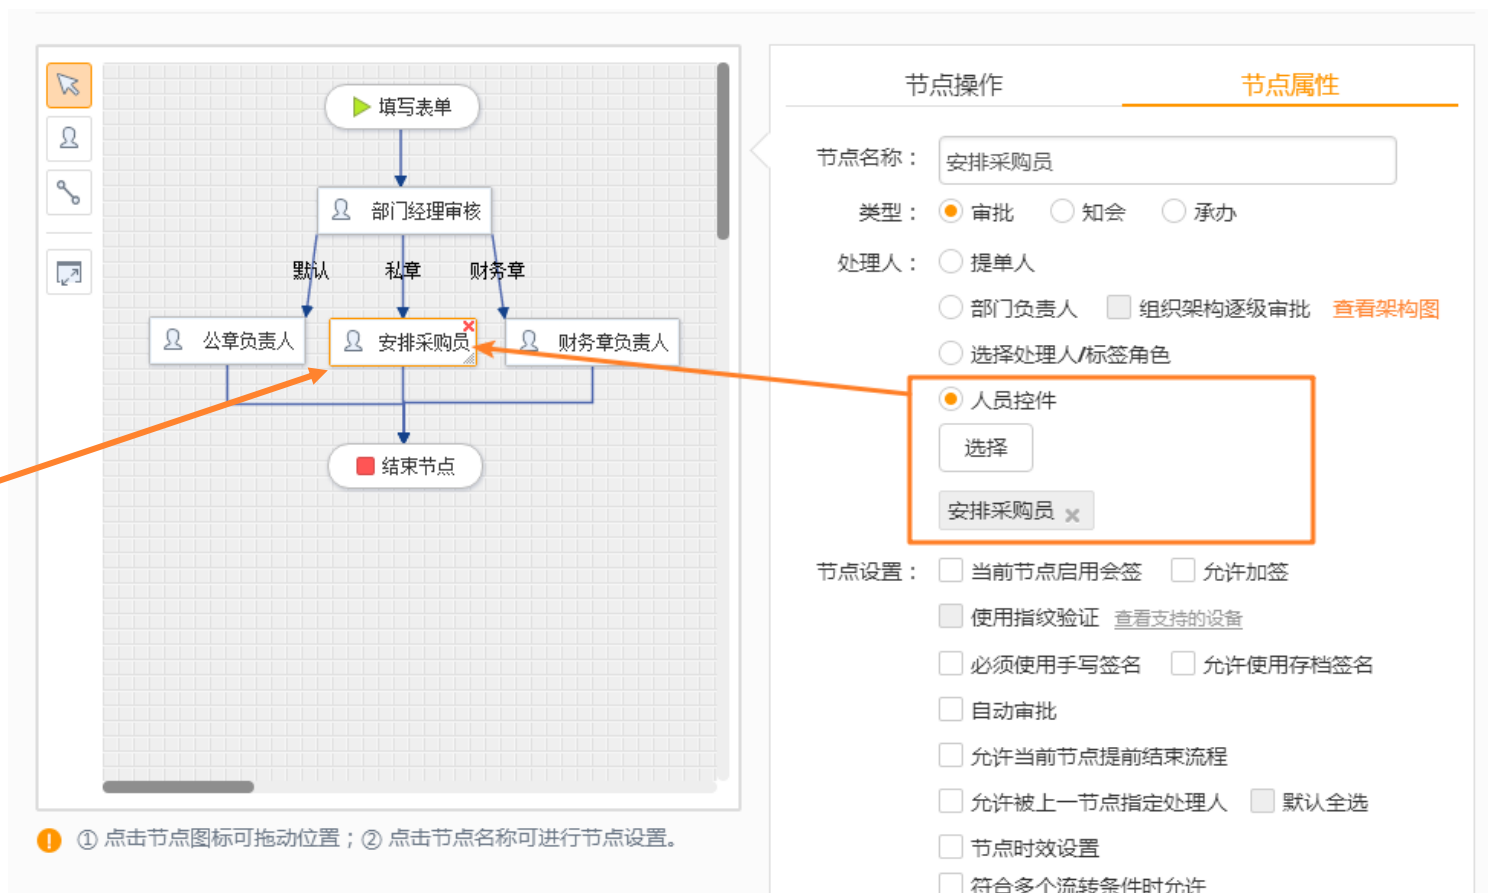 填写表单
部门经理审核
默认 私章 财务章
公章负责人 安排采购员 财务章负责人
结束节点
① 点击节点图标可拖动位置；② 点击节点名称可进行节点设置。
节点操作 节点属性
节点名称： 安排采购员
类型： 审批 知会 承办
处理人： 提单人
部门负责人 组织架构逐级审批 查看架构图
选择处理人/标签角色
人员控件
选择
安排采购员
节点设置： 当前节点启用会签 允许加签
使用指纹验证 查看支持的设备
必须使用手写签名 允许使用存档签名
自动审批
允许当前节点提前结束流程
允许被上一节点指定处理人 默认全选
节点时效设置
符合多个流转条件时允许